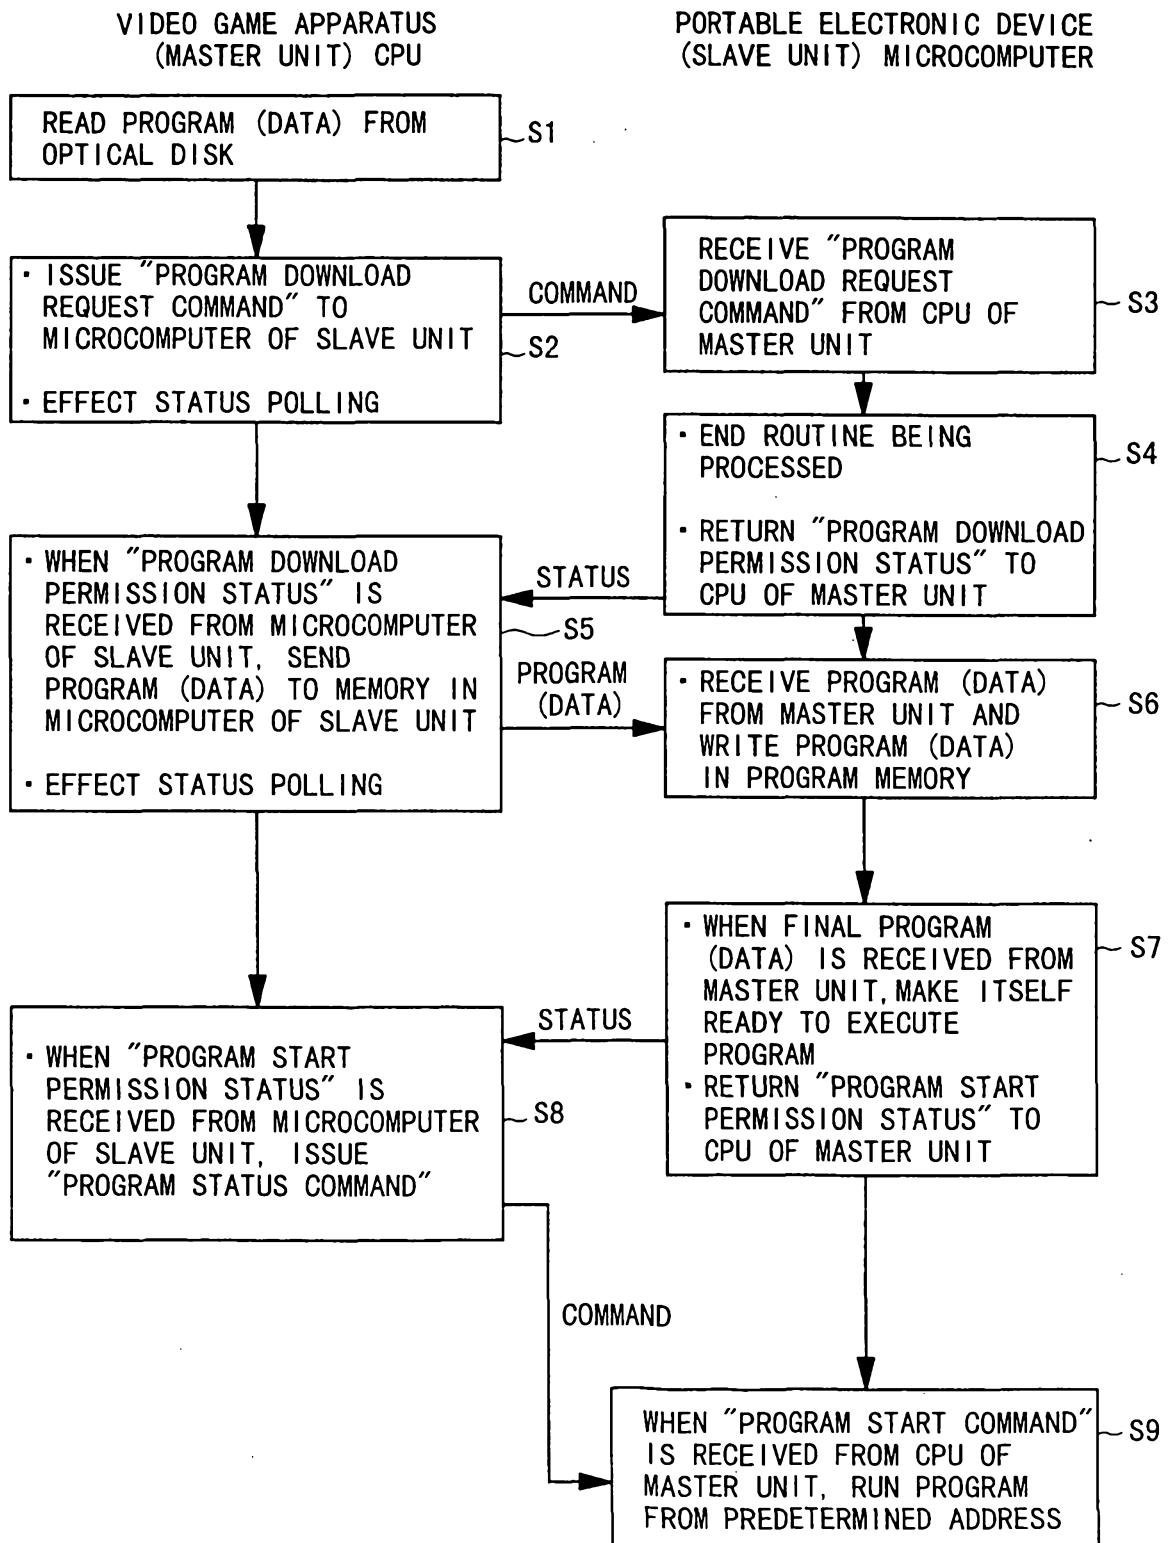 VIDEO GAME APPARATUS
(MASTER UNIT) CPU
PORTABLE ELECTRONIC DEVICE
(SLAVE UNIT) MICROCOMPUTER
READ PROGRAM (DATA) FROM
OPTICAL DISK
S1
· ISSUE "PROGRAM DOWNLOAD
REQUEST COMMAND" TO
MICROCOMPUTER OF SLAVE UNIT
· EFFECT STATUS POLLING
S2
COMMAND
RECEIVE "PROGRAM
DOWNLOAD REQUEST
COMMAND" FROM CPU OF
MASTER UNIT
S3
· END ROUTINE BEING
PROCESSED
· RETURN "PROGRAM DOWNLOAD
PERMISSION STATUS" TO
CPU OF MASTER UNIT
S4
STATUS
· WHEN "PROGRAM DOWNLOAD
PERMISSION STATUS" IS
RECEIVED FROM MICROCOMPUTER
OF SLAVE UNIT, SEND
PROGRAM (DATA) TO MEMORY IN
MICROCOMPUTER OF SLAVE UNIT
· EFFECT STATUS POLLING
S5
PROGRAM
(DATA)
· RECEIVE PROGRAM (DATA)
FROM MASTER UNIT AND
WRITE PROGRAM (DATA)
IN PROGRAM MEMORY
S6
· WHEN FINAL PROGRAM
(DATA) IS RECEIVED FROM
MASTER UNIT, MAKE ITSELF
READY TO EXECUTE
PROGRAM
· RETURN "PROGRAM START
PERMISSION STATUS" TO
CPU OF MASTER UNIT
S7
STATUS
· WHEN "PROGRAM START
PERMISSION STATUS" IS
RECEIVED FROM MICROCOMPUTER
OF SLAVE UNIT, ISSUE
"PROGRAM STATUS COMMAND"
S8
COMMAND
WHEN "PROGRAM START COMMAND"
IS RECEIVED FROM CPU OF
MASTER UNIT, RUN PROGRAM
FROM PREDETERMINED ADDRESS
S9